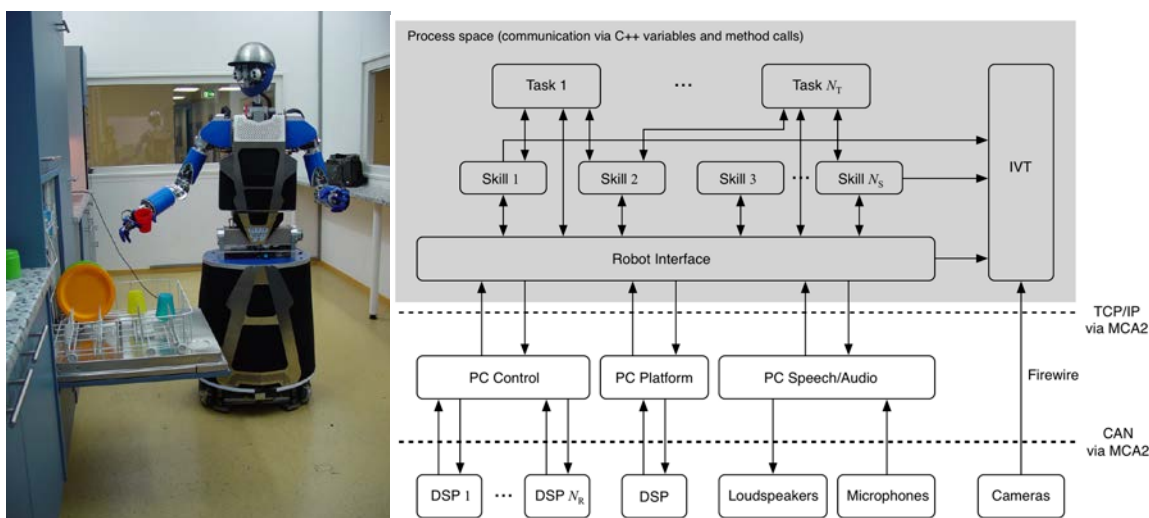 Process space (communication via C++ variables and method calls)
Task 1
...
Task N_T
Skill 1
Skill 2
Skill 3
...
Skill N_S
IVT
Robot Interface
TCP/IP
via MCA2
PC Control
PC Platform
PC Speech/Audio
Firewire
CAN
via MCA2
DSP 1
...
DSP N_R
DSP
Loudspeakers
Microphones
Cameras